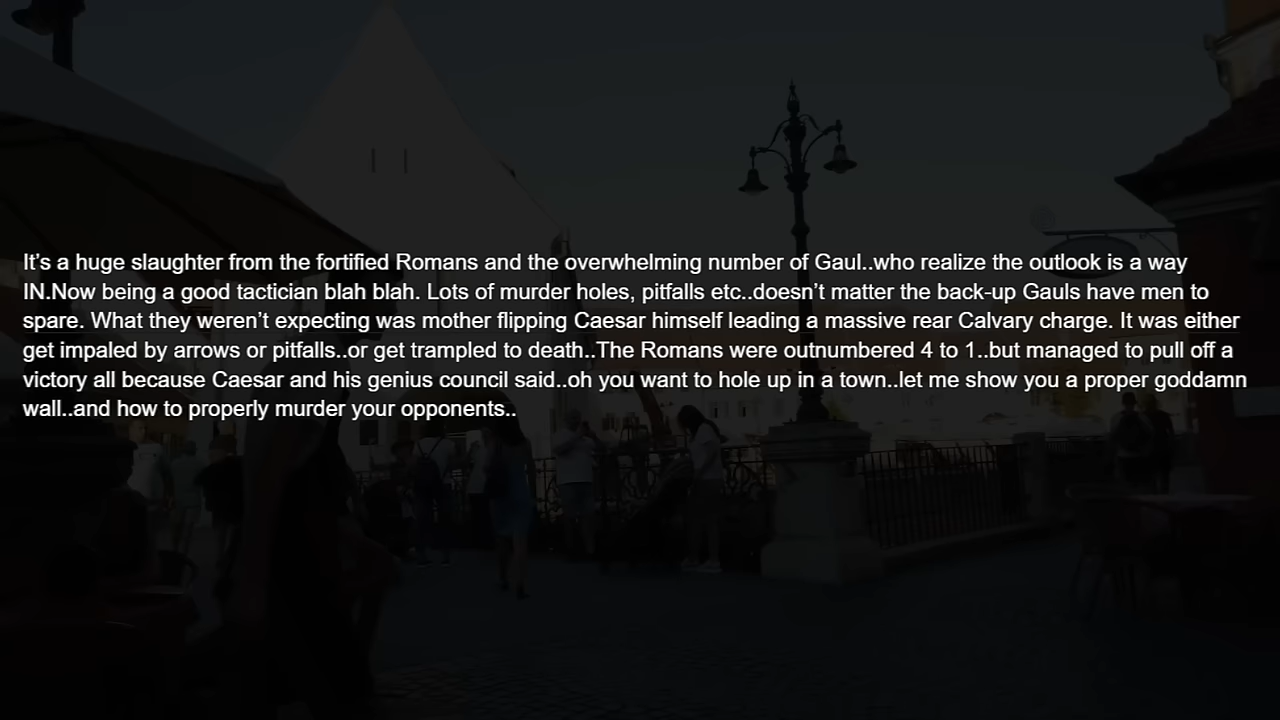 It’s a huge slaughter from the fortified Romans and the overwhelming number of Gaul..who realize the outlook is a way
IN.Now being a good tactician blah blah. Lots of murder holes, pitfalls etc..doesn’t matter the back-up Gauls have men to
spare. What they weren’t expecting was mother flipping Caesar himself leading a massive rear Calvary charge. It was either
get impaled by arrows or pitfalls..or get trampled to death..The Romans were outnumbered 4 to 1..but managed to pull off a
victory all because Caesar and his genius council said..oh you want to hole up in a town..let me show you a proper goddamn
wall..and how to properly murder your opponents..